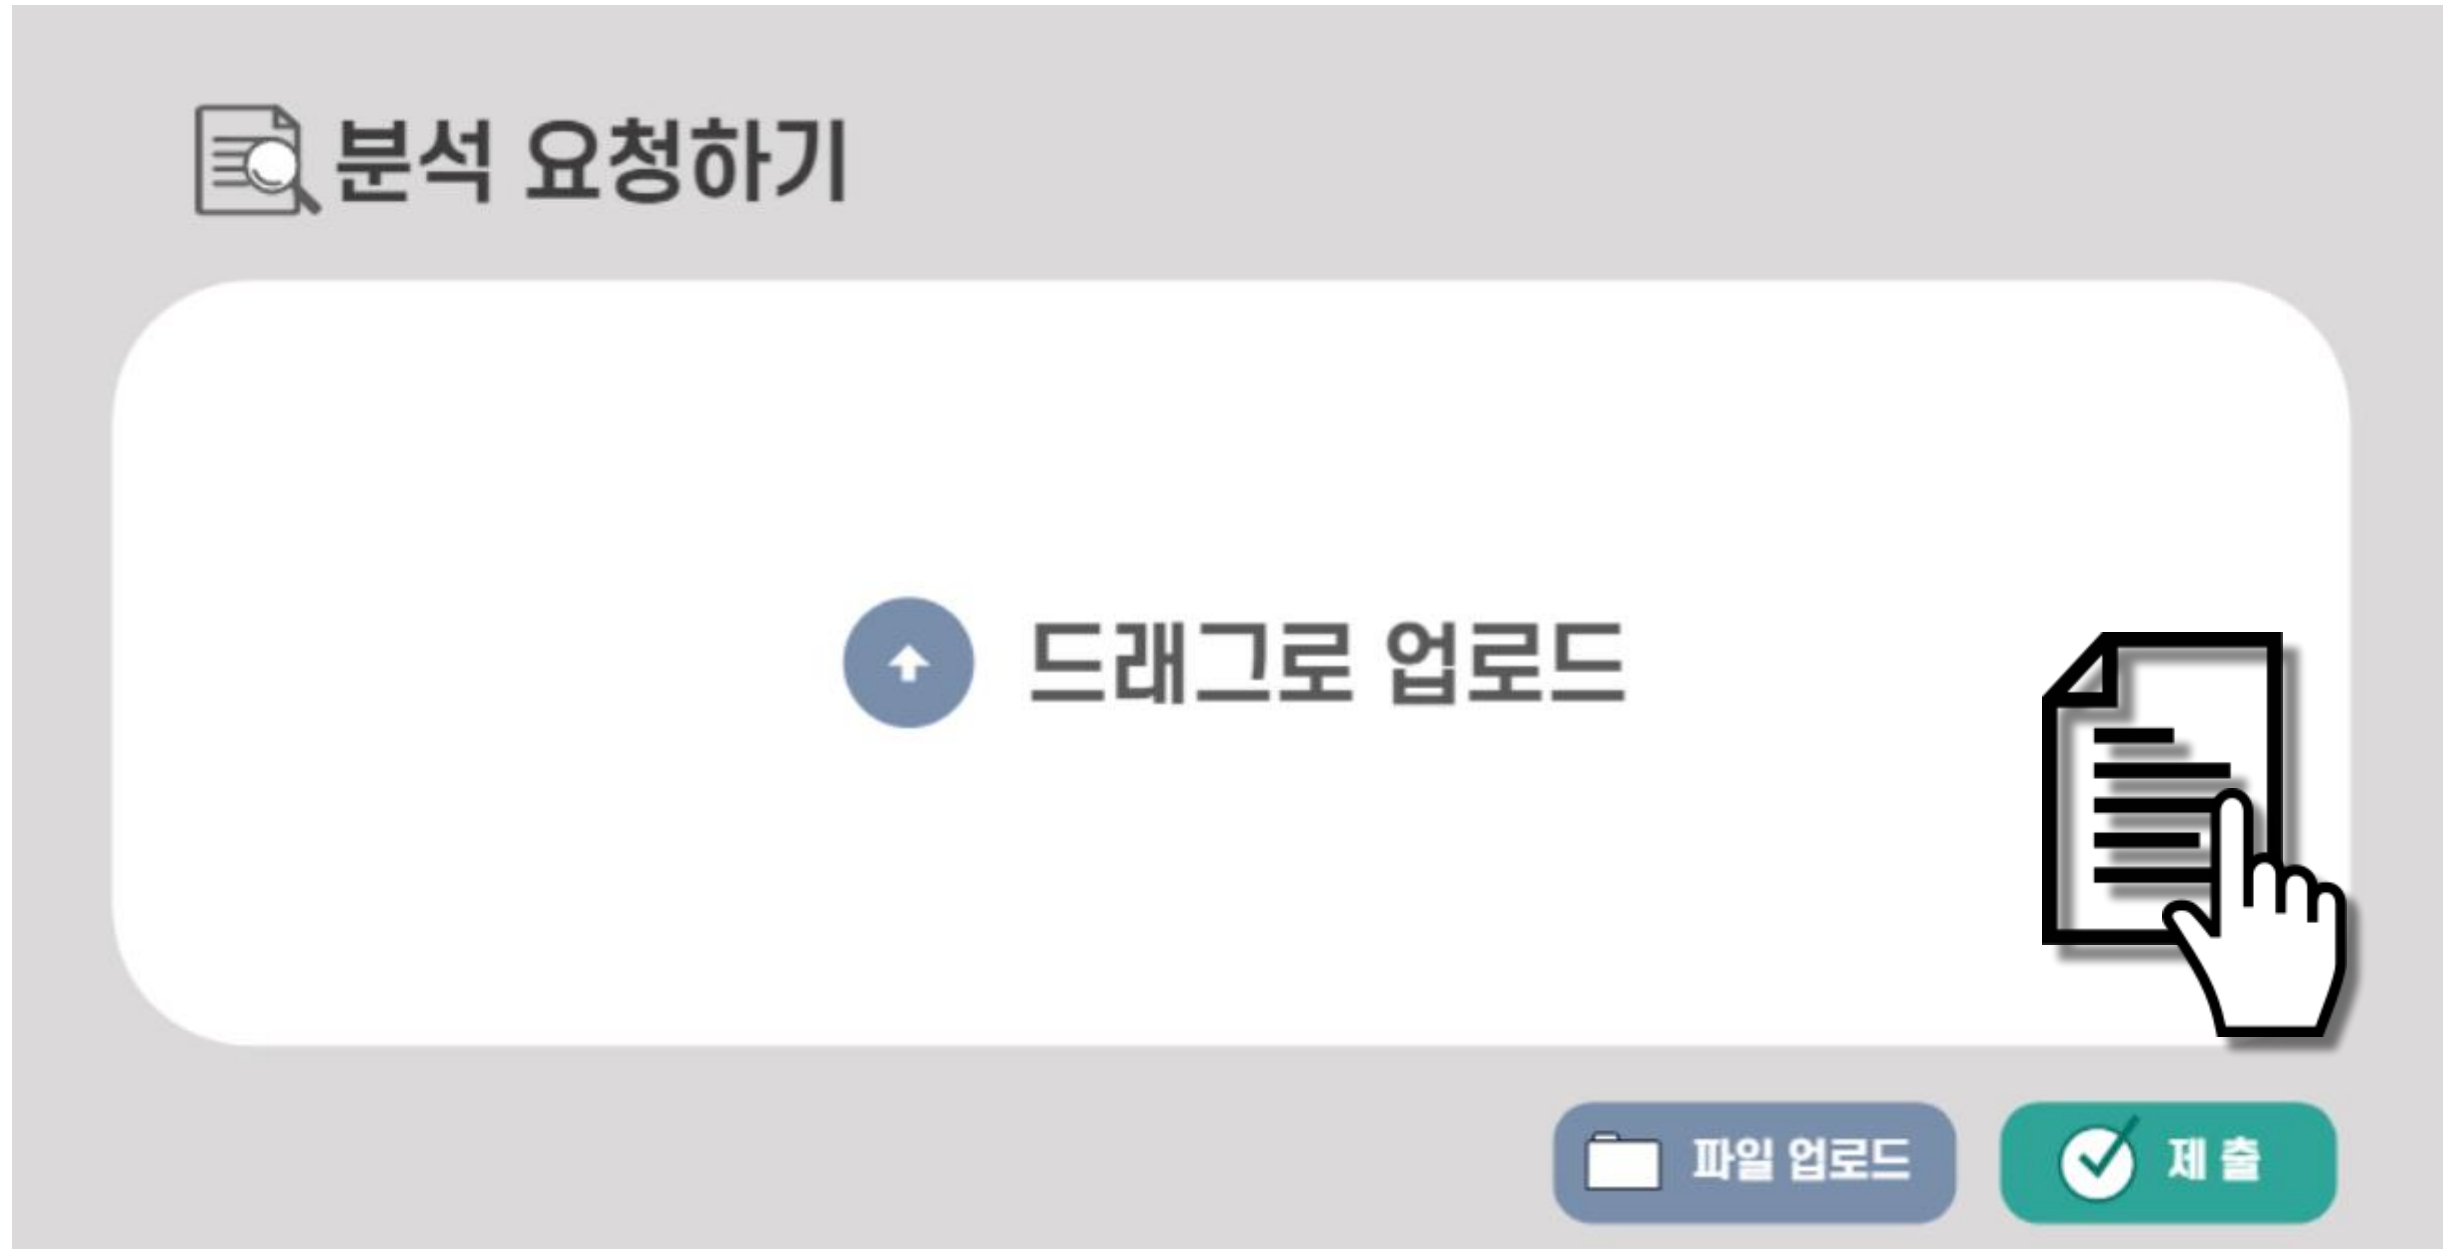 분석 요청하기
드래그로 업로드
파일 업로드
제 출